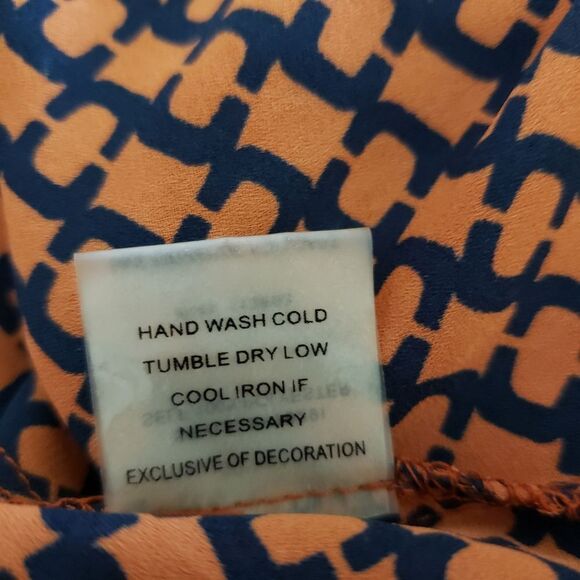 HAND WASH COLD
TUMBLE DRY LOW
COOL IRON IF
NECESSARY
EXCLUSIVE OF DECORATION